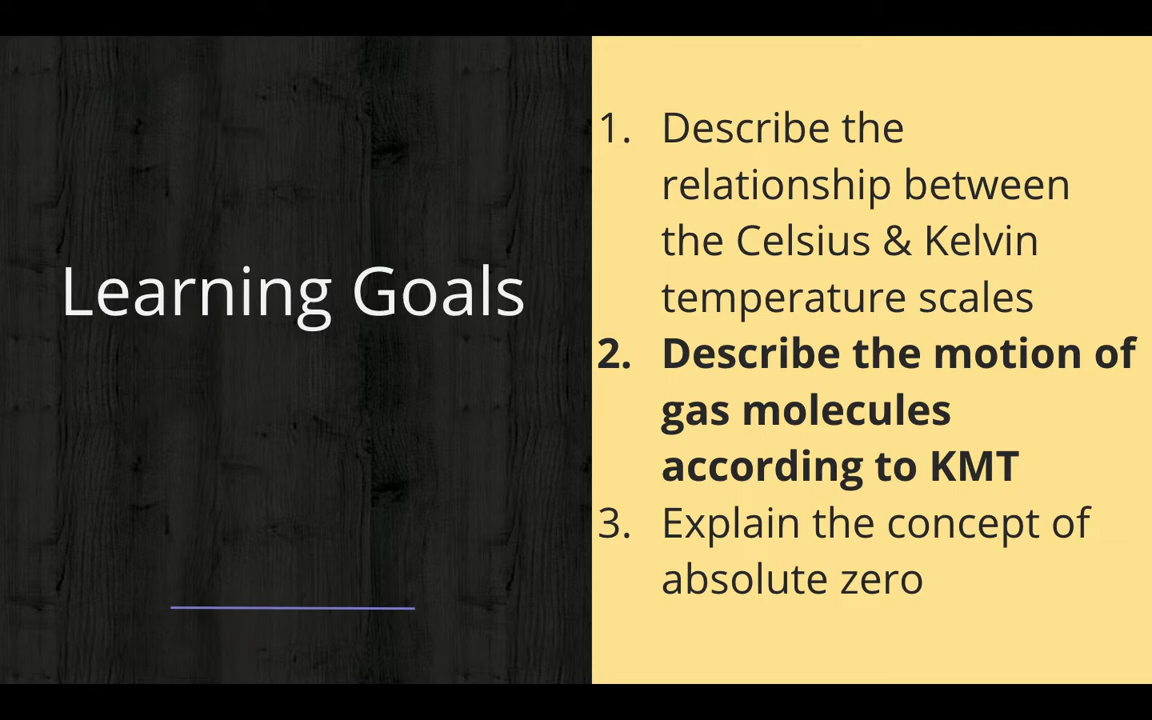 Learning Goals
1. Describe the
relationship between
the Celsius & Kelvin
temperature scales
2. Describe the motion of
gas molecules
according to KMT
3. Explain the concept of
absolute zero